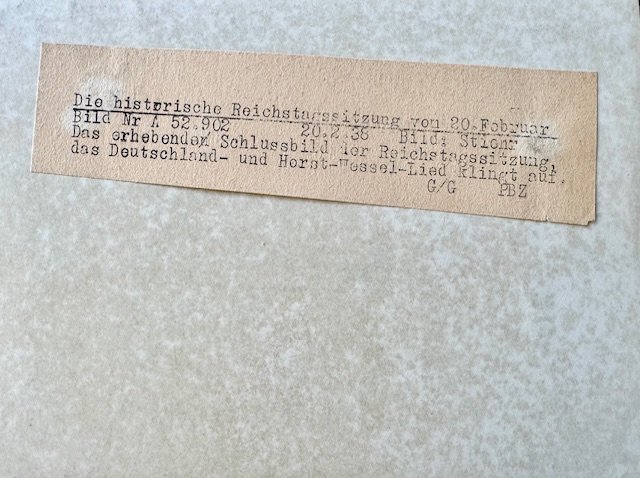 Die historische Reichstagssitzung vom 20.Februar
Bild Nr A 52.902 20.2.38 Bild: Stiehr
Das erhebenden Schlussbild der Reichstagssitzung,
das Deutschland- und Horst-Wessel-Lied klingt auf.
G/G PBZ